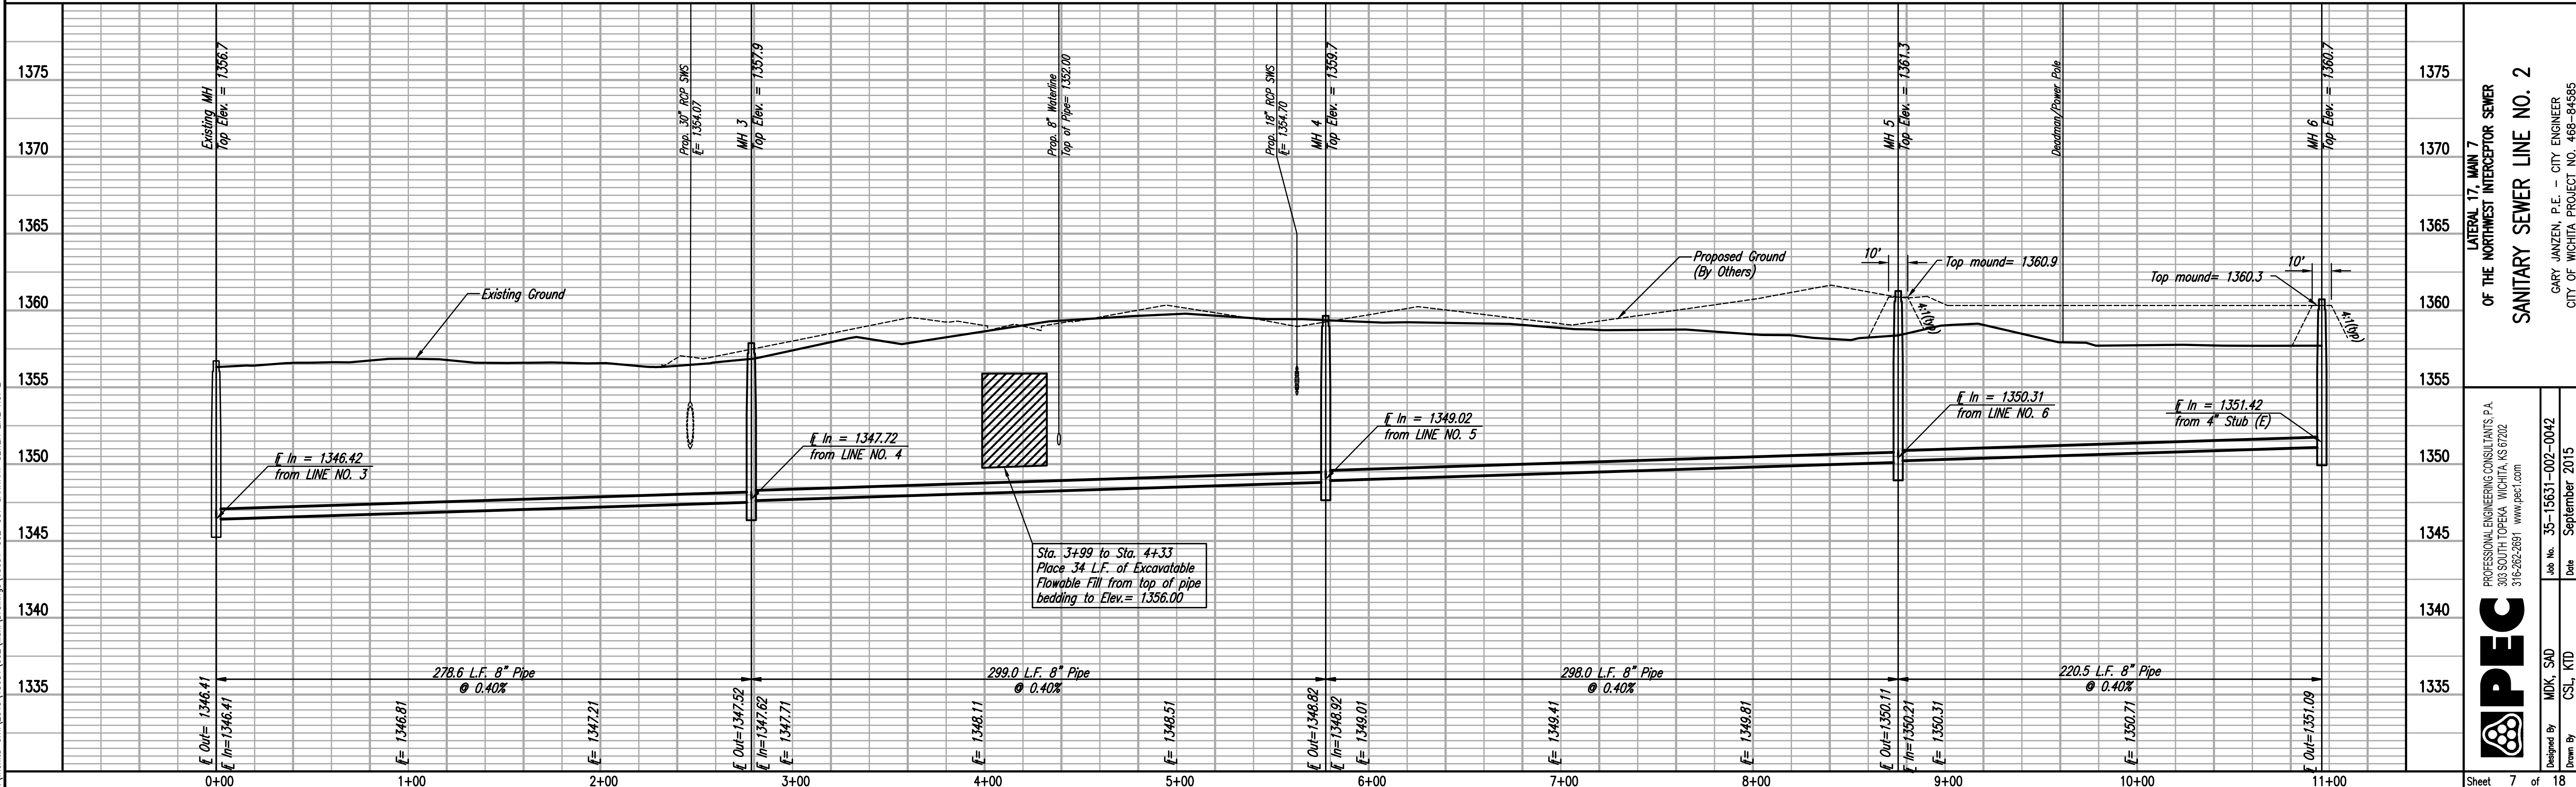 1375
1370
1365
1360
1355
1350
1345
1340
1335
Existing MH
Top Elev. = 1356.7
Prop. 30" RCP SWS
℄= 1354.07
MH 3
Top Elev. = 1357.9
Prop. 8" Waterline
Top of Pipe= 1352.00
Prop. 18" RCP SWS
℄= 1354.70
MH 4
Top Elev. = 1359.7
MH 5
Top Elev. = 1361.3
Deadman/Power Pole
MH 6
Top Elev. = 1360.7
Existing Ground
Proposed Ground
(By Others)
10'
Top mound= 1360.9
4:1(typ)
Top mound= 1360.3
10'
4:1(typ)
℄ In = 1346.42
from LINE NO. 3
℄ In = 1347.72
from LINE NO. 4
℄ In = 1349.02
from LINE NO. 5
℄ In = 1350.31
from LINE NO. 6
℄ In = 1351.42
from 4" Stub (E)
Sta. 3+99 to Sta. 4+33
Place 34 L.F. of Excavatable
Flowable Fill from top of pipe
bedding to Elev.= 1356.00
278.6 L.F. 8" Pipe
@ 0.40%
299.0 L.F. 8" Pipe
@ 0.40%
298.0 L.F. 8" Pipe
@ 0.40%
220.5 L.F. 8" Pipe
@ 0.40%
℄ Out= 1346.41
℄ In=1346.41
℄= 1346.81
℄= 1347.21
℄ Out=1347.52
℄ In=1347.62
℄= 1347.71
℄= 1348.11
℄= 1348.51
℄ Out=1348.82
℄ In=1348.92
℄= 1349.01
℄= 1349.41
℄= 1349.81
℄ Out=1350.11
℄ In=1350.21
℄= 1350.31
℄= 1350.71
℄ Out=1351.09
0+00
1+00
2+00
3+00
4+00
5+00
6+00
7+00
8+00
9+00
10+00
11+00
1375
1370
1365
1360
1355
1350
1345
1340
1335
LATERAL 17, MAIN 7
OF THE NORTHWEST INTERCEPTOR SEWER
SANITARY SEWER LINE NO. 2
GARY JANZEN, P.E. - CITY ENGINEER
CITY OF WICHITA PROJECT NO. 468-84585
PEC
PROFESSIONAL ENGINEERING CONSULTANTS, P.A.
303 SOUTH TOPEKA WICHITA, KS 67202
316-262-2691 www.pec1.com
Job No. 35-15631-002-0042
Date September 2015
Designed By MDK, SAD
Drawn By CSL, KTD
Sheet 7 of 18